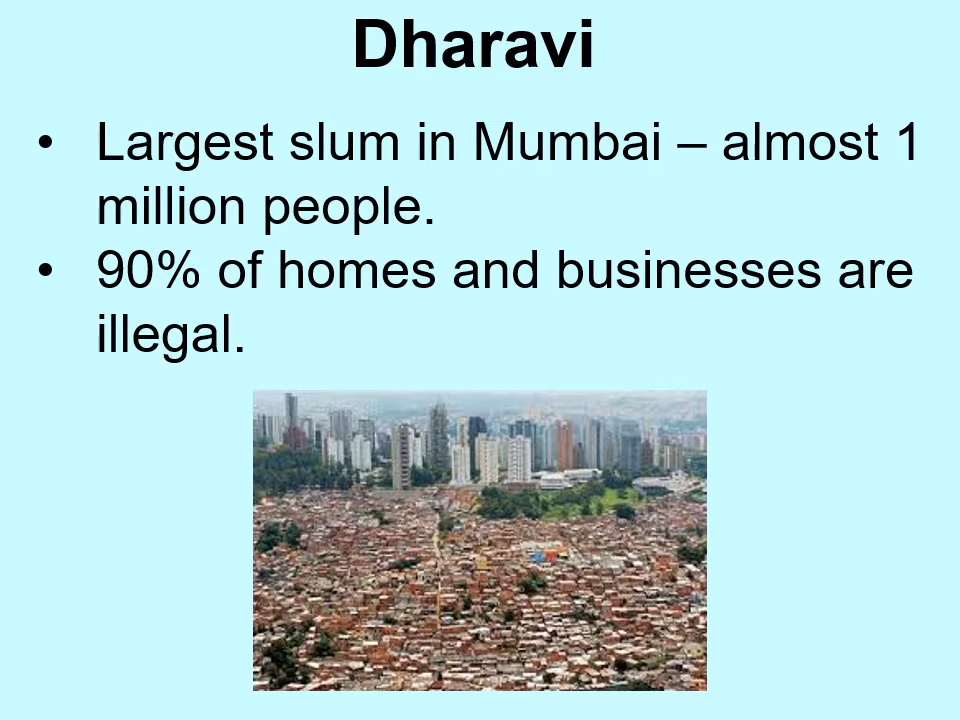 Dharavi
• Largest slum in Mumbai – almost 1
million people.
• 90% of homes and businesses are
illegal.